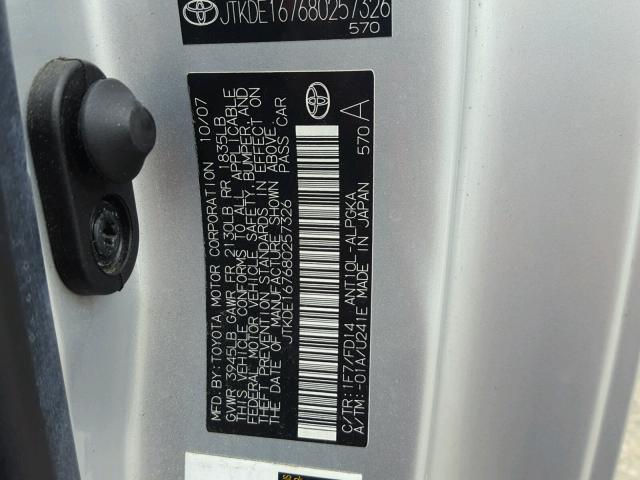 JTKDE167680257326
570
MFD.BY:TOYOTA MOTOR CORPORATION 10/07
GVWR 3945LB GAWR FR 2130LB RR 1835LB
THIS VEHICLE CONFORMS TO ALL APPLICABLE
FEDERAL MOTOR VEHICLE SAFETY, BUMPER, AND
THEFT PREVENTION STANDARDS IN EFFECT ON
THE DATE OF MANUFACTURE SHOWN ABOVE.
JTKDE167680257326 PASS CAR
C/TR: 1F7/FD14 ANT10L-ALPGKA
A/TM: -01A/U241E MADE IN JAPAN
570 A